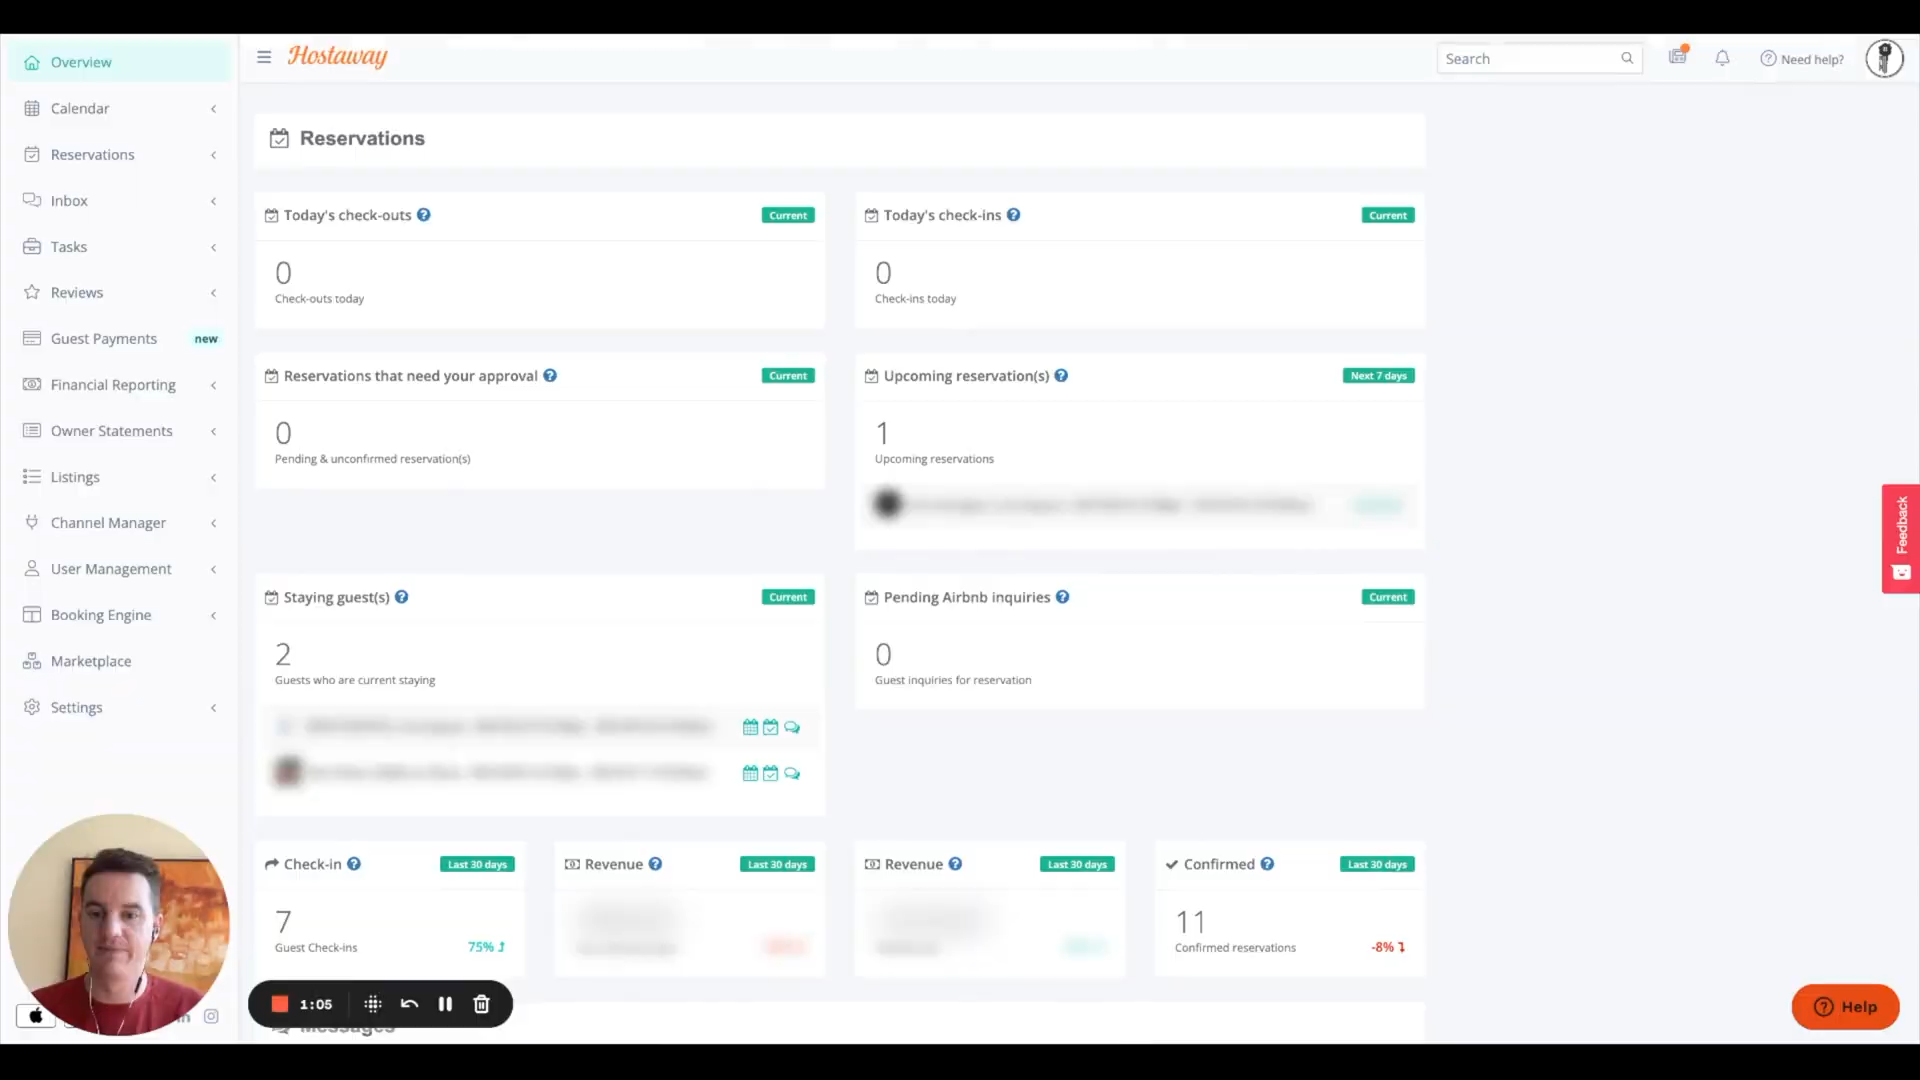 Overview
Calendar
Reservations
Inbox
Tasks
Reviews
Guest Payments new
Financial Reporting
Owner Statements
Listings
Channel Manager
User Management
Booking Engine
Marketplace
Settings
Hostaway
Search
Need help?
Reservations
Today's check-outs
Current
0
Check-outs today
Today's check-ins
Current
0
Check-ins today
Reservations that need your approval
Current
0
Pending & unconfirmed reservation(s)
Upcoming reservation(s)
Next 7 days
1
Upcoming reservations
Staying guest(s)
Current
2
Guests who are current staying
Pending Airbnb inquiries
Current
0
Guest inquiries for reservation
Check-in
Last 30 days
7
Guest Check-ins
75%
Revenue
Last 30 days
Revenue
Last 30 days
Confirmed
Last 30 days
11
Confirmed reservations
-8%
1:05
Messages
Feedback
Help